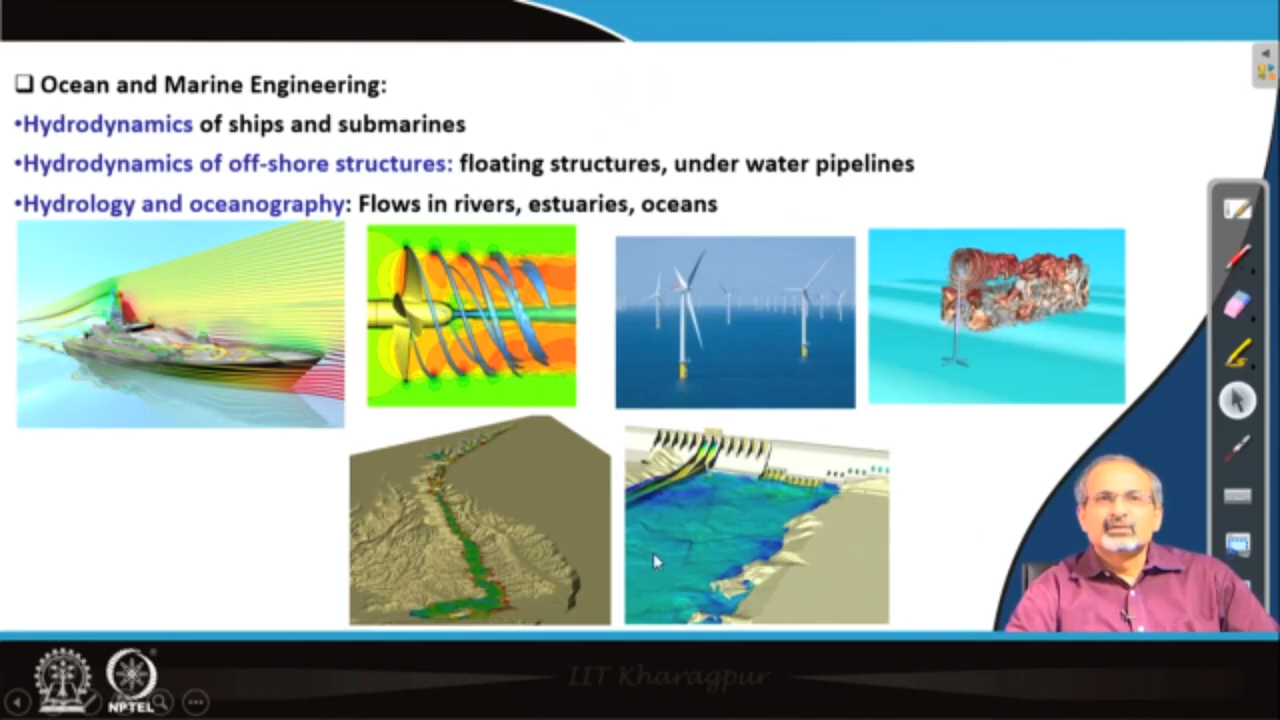 ❑ Ocean and Marine Engineering:
•Hydrodynamics of ships and submarines
•Hydrodynamics of off-shore structures: floating structures, under water pipelines
•Hydrology and oceanography: Flows in rivers, estuaries, oceans
IIT Kharagpur
NPTEL